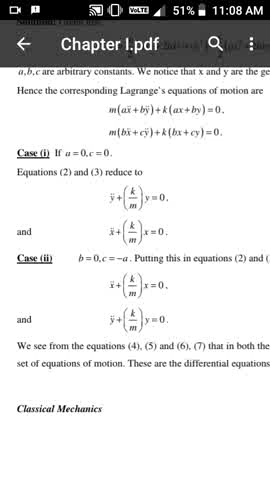 51% 11:08 AM
Chapter I.pdf
a,b,c are arbitrary constants. We notice that x and y are the ge
Hence the corresponding Lagrange's equations of motion are
m(aẍ+bÿ)+k(ax+by)=0,
m(bẍ+cÿ)+k(bx+cy)=0.
Case (i) If a=0,c=0.
Equations (2) and (3) reduce to
ÿ+(k/m)y=0,
and ẍ+(k/m)x=0.
Case (ii) b=0,c=−a. Putting this in equations (2) and (
ẍ+(k/m)x=0,
and ÿ+(k/m)y=0.
We see from the equations (4), (5) and (6), (7) that in both the
set of equations of motion. These are the differential equations
Classical Mechanics